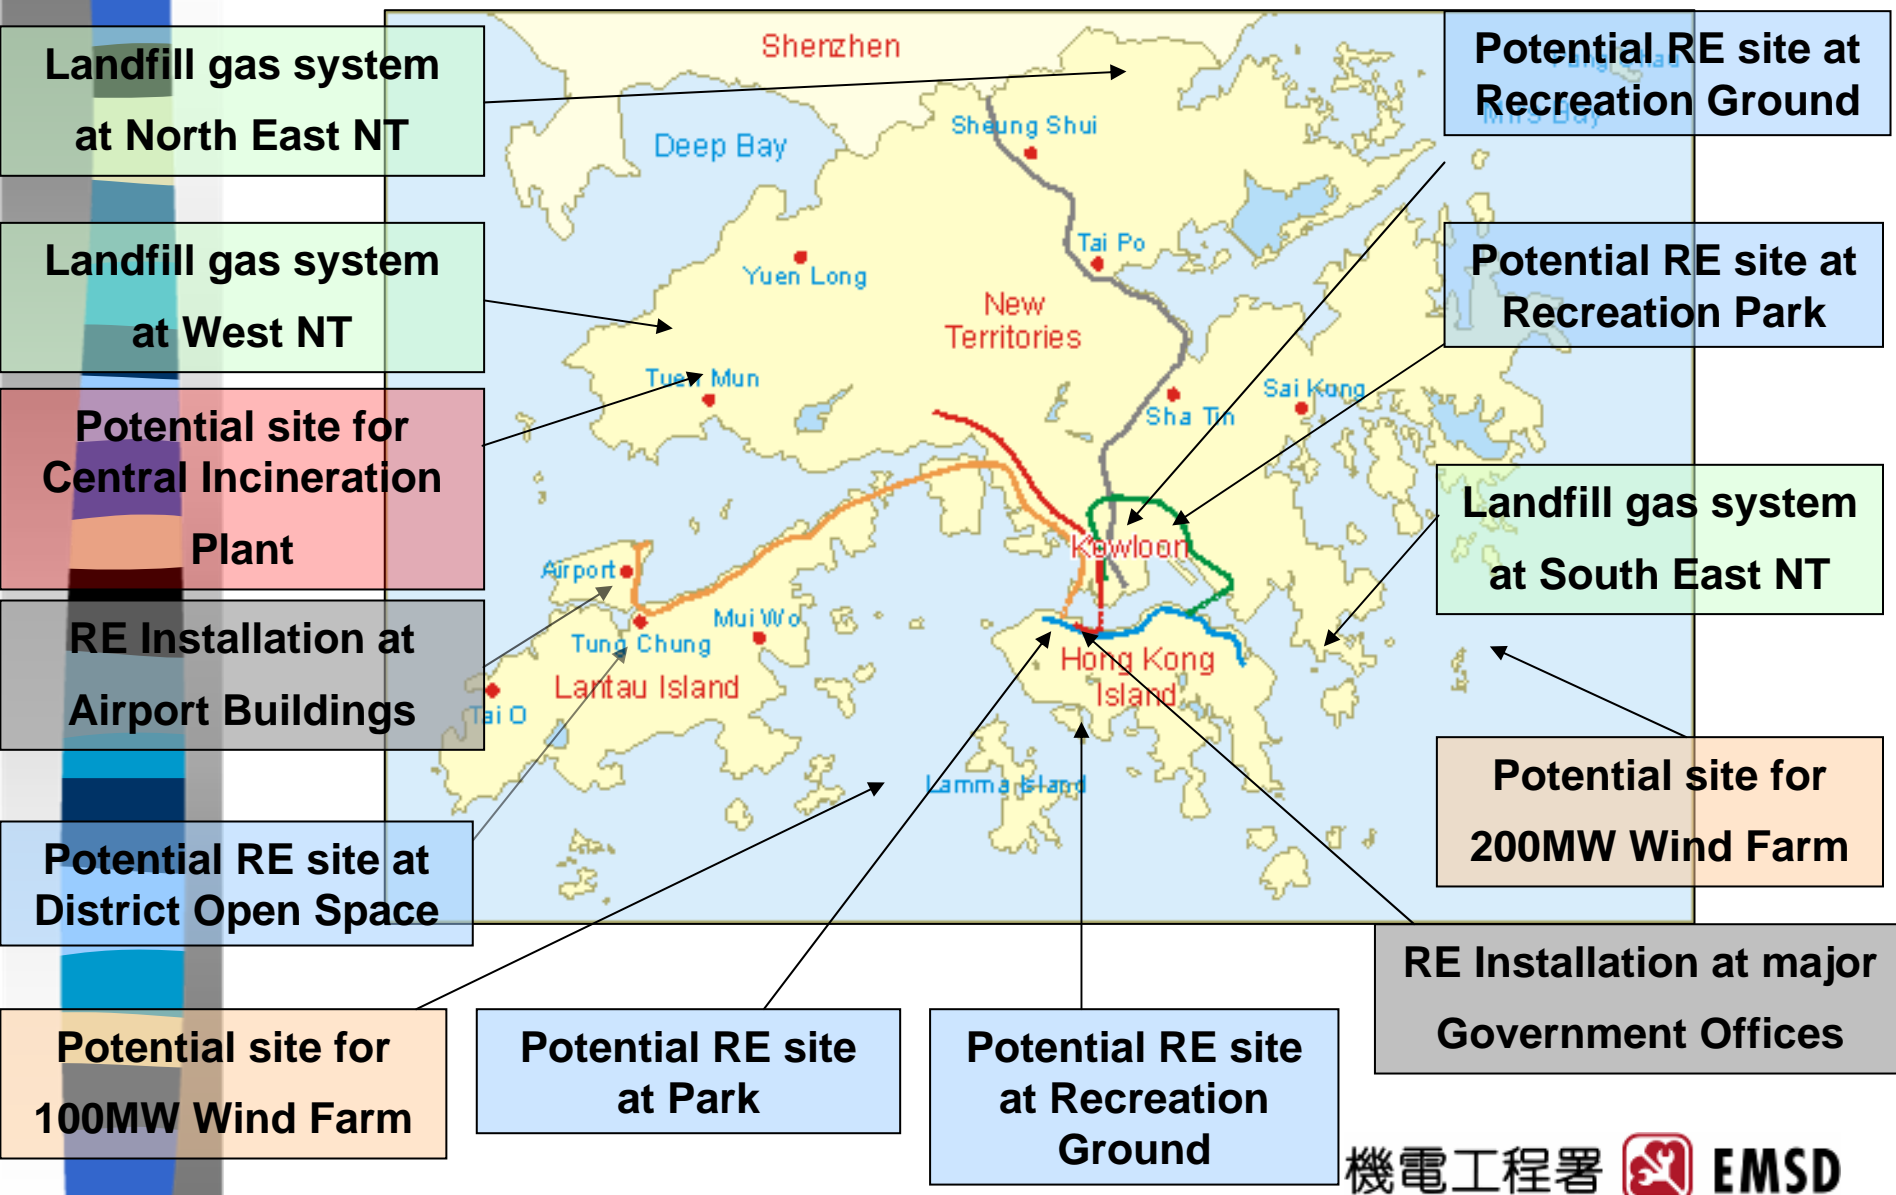 Landfill gas system
at North East NT
Landfill gas system
at West NT
Potential site for
Central Incineration
Plant
RE Installation at
Airport Buildings
Potential RE site at
District Open Space
Potential site for
100MW Wind Farm
Potential RE site
at Park
Potential RE site
at Recreation
Ground
RE Installation at major
Government Offices
Potential site for
200MW Wind Farm
Landfill gas system
at South East NT
Potential RE site at
Recreation Park
Potential RE site at
Recreation Ground
Shenzhen
Deep Bay
Sheung Shui
Tai Po
Yuen Long
New
Territories
Tuen Mun
Sha Tin
Sai Kung
Kowloon
Airport
Tung Chung
Mui Wo
Lantau Island
Tai O
Hong Kong
Island
Lamma Island
Mirs Bay
機電工程署 EMSD